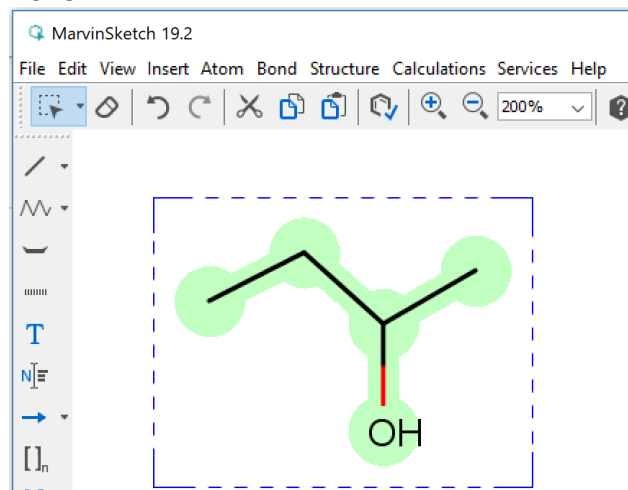 MarvinSketch 19.2
File Edit View Insert Atom Bond Structure Calculations Services Help
200%
?
T
N
[ ]n
OH